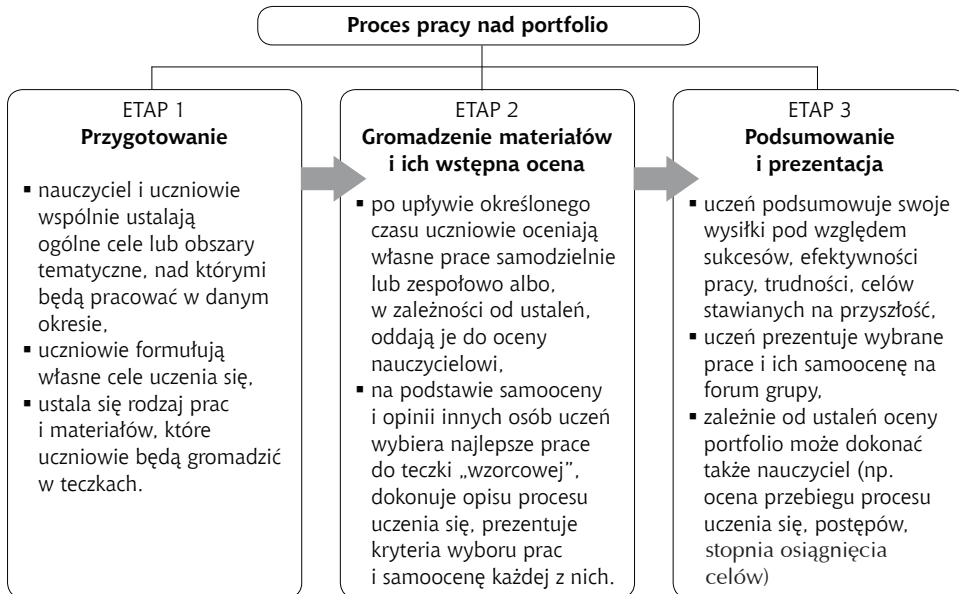 Proces pracy nad portfolio
ETAP 1
Przygotowanie
▪ nauczyciel i uczniowie
wspólnie ustalają
ogólne cele lub obszary
tematyczne, nad którymi
będą pracować w danym
okresie,
▪ uczniowie formułują
własne cele uczenia się,
▪ ustala się rodzaj prac
i materiałów, które
uczniowie będą gromadzić
w teczkach.
ETAP 2
Gromadzenie materiałów
i ich wstępna ocena
▪ po upływie określonego
czasu uczniowie oceniają
własne prace samodzielnie
lub zespołowo albo,
w zależności od ustaleń,
oddają je do oceny
nauczycielowi,
▪ na podstawie samooceny
i opinii innych osób uczeń
wybiera najlepsze prace
do teczki „wzorcowej”,
dokonuje opisu procesu
uczenia się, prezentuje
kryteria wyboru prac
i samoocenę każdej z nich.
ETAP 3
Podsumowanie
i prezentacja
▪ uczeń podsumowuje swoje
wysiłki pod względem
sukcesów, efektywności
pracy, trudności, celów
stawianych na przyszłość,
▪ uczeń prezentuje wybrane
prace i ich samoocenę na
forum grupy,
▪ zależnie od ustaleń oceny
portfolio może dokonać
także nauczyciel (np.
ocena przebiegu procesu
uczenia się, postępów,
stopnia osiągnięcia
celów)